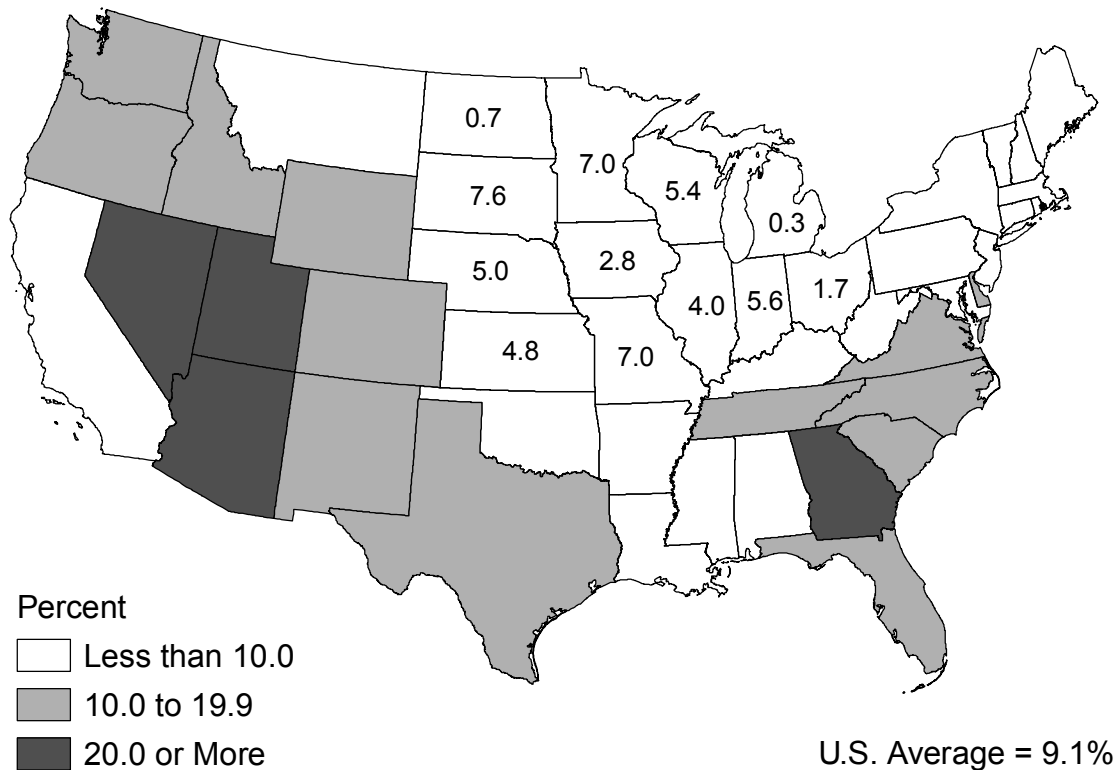 0.7
7.0
7.6
5.4
0.3
5.0
2.8
4.0
5.6
1.7
4.8
7.0
Percent
Less than 10.0
10.0 to 19.9
20.0 or More
U.S. Average = 9.1%